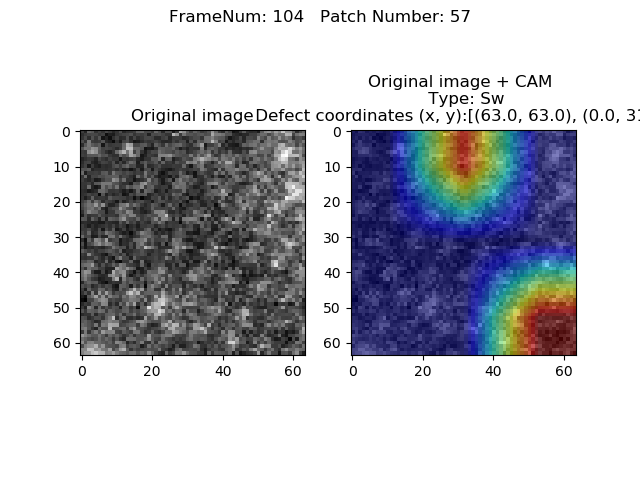 FrameNum: 104   Patch Number: 57
Original image + CAM
Type: Sw
Original image
Defect coordinates (x, y):[(63.0, 63.0), (0.0, 31
0
10
20
30
40
50
60
0 20 40 60
0
10
20
30
40
50
60
0 20 40 60